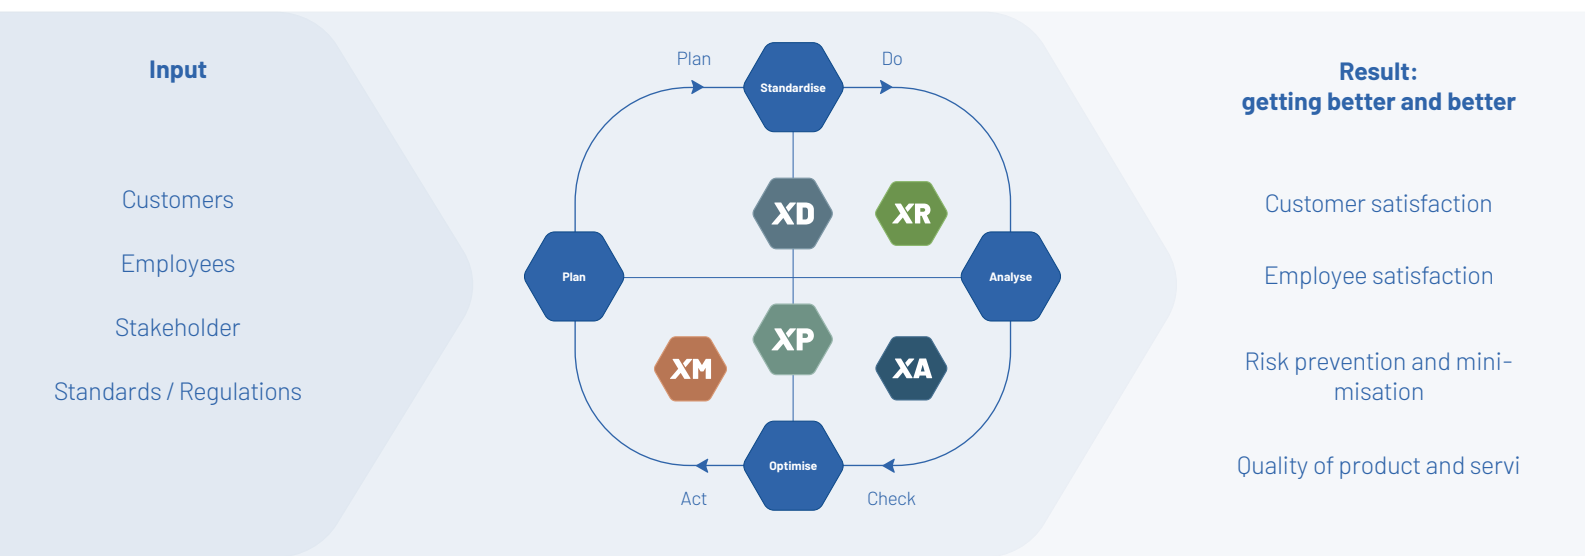 Input
Customers
Employees
Stakeholder
Standards / Regulations
Plan
Do
Standardise
XD
XR
Plan
Analyse
XP
XM
XA
Optimise
Act
Check
Result:
getting better and better
Customer satisfaction
Employee satisfaction
Risk prevention and mini-
misation
Quality of product and servi